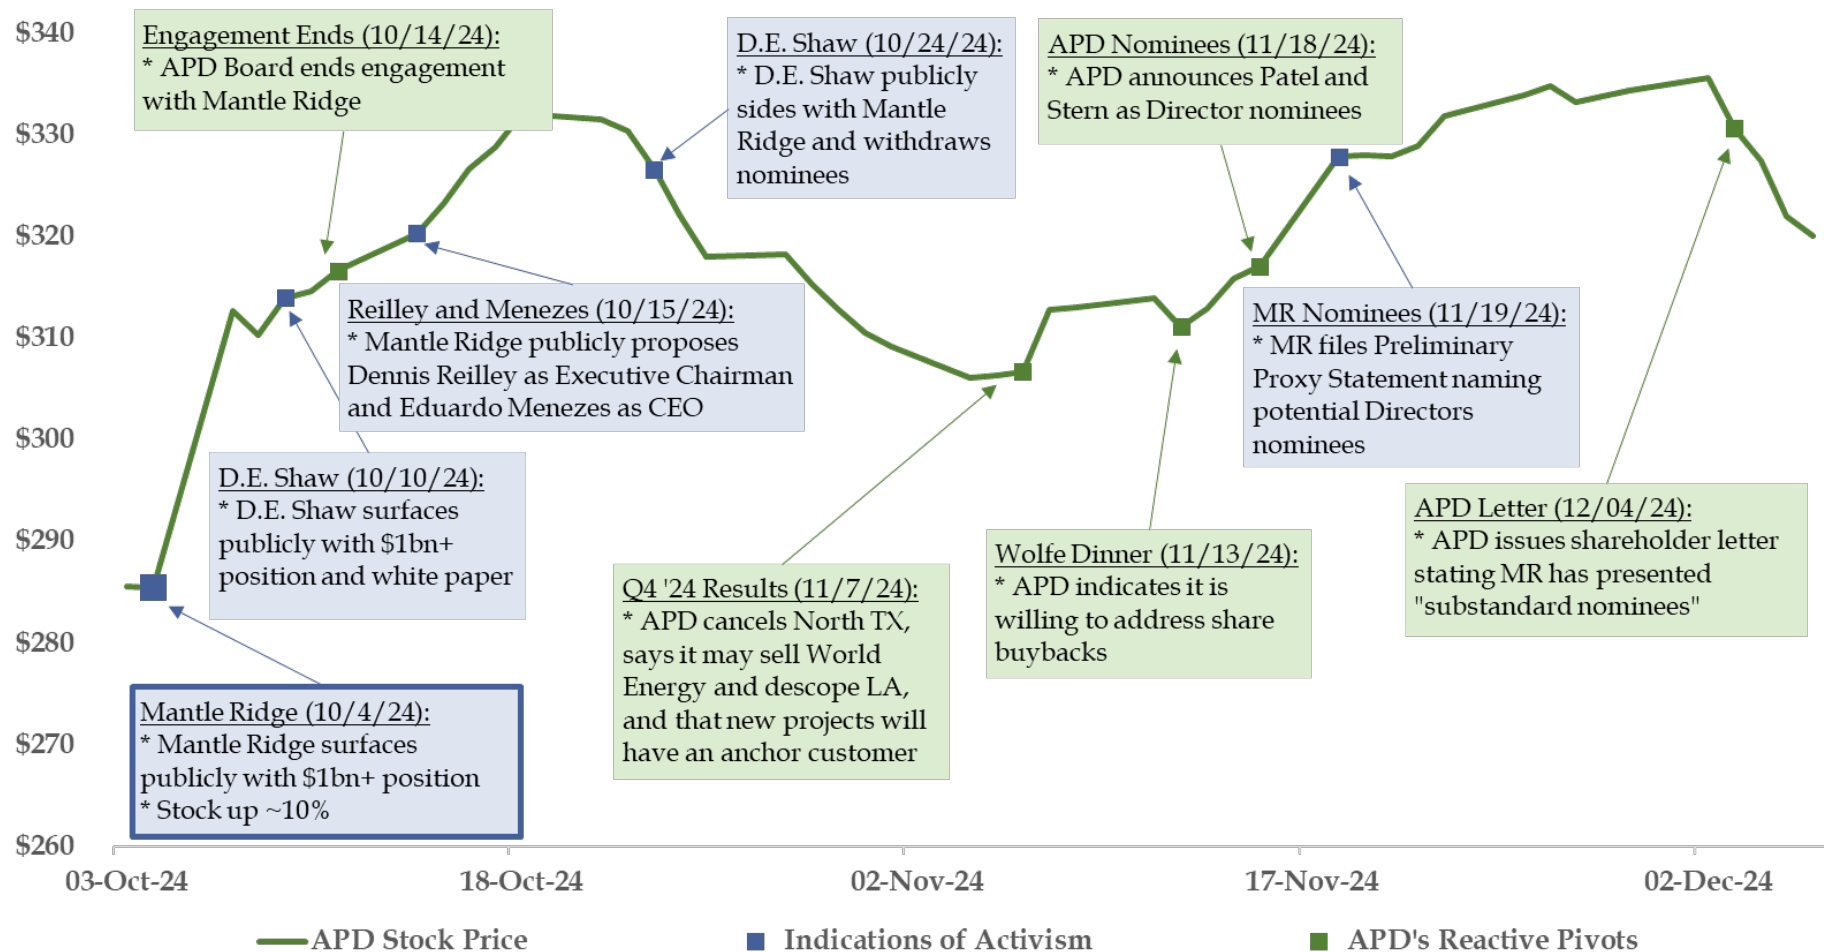 $340
$330
$320
$310
$300
$290
$280
$270
$260
Engagement Ends (10/14/24):
* APD Board ends engagement
with Mantle Ridge
D.E. Shaw (10/24/24):
* D.E. Shaw publicly
sides with Mantle
Ridge and withdraws
nominees
APD Nominees (11/18/24):
* APD announces Patel and
Stern as Director nominees
Reilley and Menezes (10/15/24):
* Mantle Ridge publicly proposes
Dennis Reilley as Executive Chairman
and Eduardo Menezes as CEO
MR Nominees (11/19/24):
* MR files Preliminary
Proxy Statement naming
potential Directors
nominees
D.E. Shaw (10/10/24):
* D.E. Shaw surfaces
publicly with $1bn+
position and white paper
APD Letter (12/04/24):
* APD issues shareholder letter
stating MR has presented
"substandard nominees"
Wolfe Dinner (11/13/24):
* APD indicates it is
willing to address share
buybacks
Q4 '24 Results (11/7/24):
* APD cancels North TX,
says it may sell World
Energy and descope LA,
and that new projects will
have an anchor customer
Mantle Ridge (10/4/24):
* Mantle Ridge surfaces
publicly with $1bn+ position
* Stock up ~10%
03-Oct-24
18-Oct-24
02-Nov-24
17-Nov-24
02-Dec-24
APD Stock Price
Indications of Activism
APD's Reactive Pivots